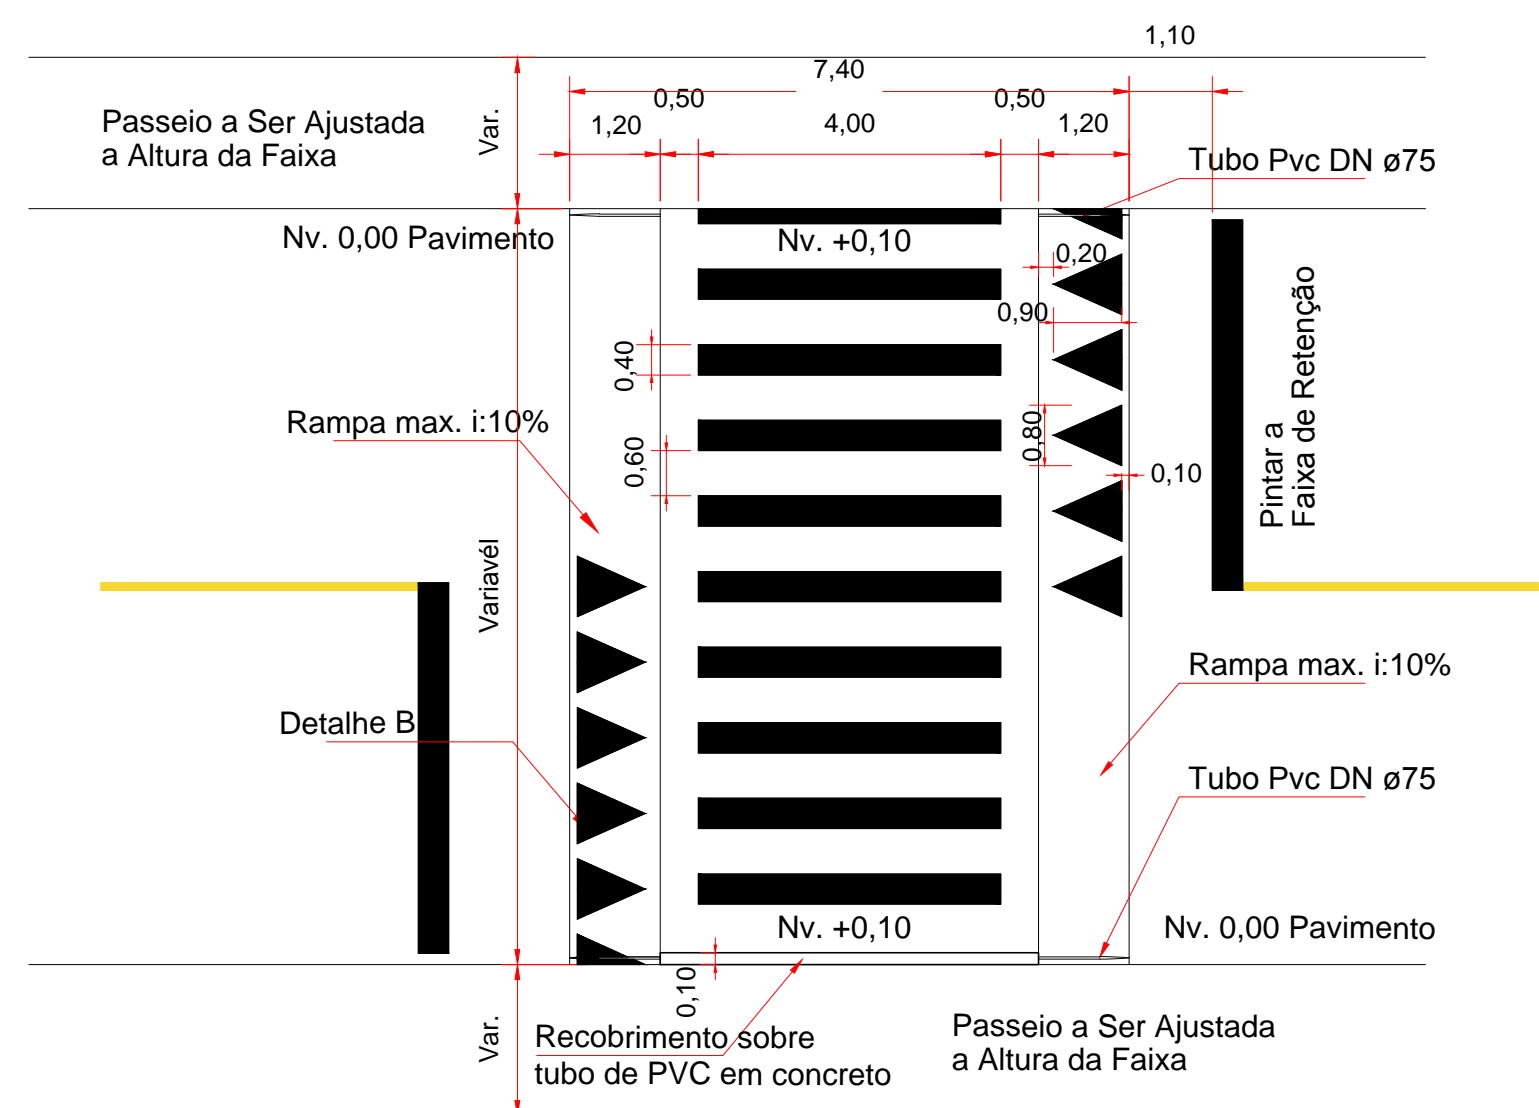 1,10
7,40
0,50
0,50
1,20
4,00
1,20
Passeio a Ser Ajustada
a Altura da Faixa
Var.
Tubo Pvc DN ø75
Nv. 0,00 Pavimento
Nv. +0,10
0,20
0,90
0,40
Pintar a
Faixa de Retenção
Rampa max. i:10%
0,80
0,60
0,10
Variavél
Rampa max. i:10%
Detalhe B
Tubo Pvc DN ø75
Nv. +0,10
Nv. 0,00 Pavimento
0,10
Var.
Recobrimento sobre
tubo de PVC em concreto
Passeio a Ser Ajustada
a Altura da Faixa